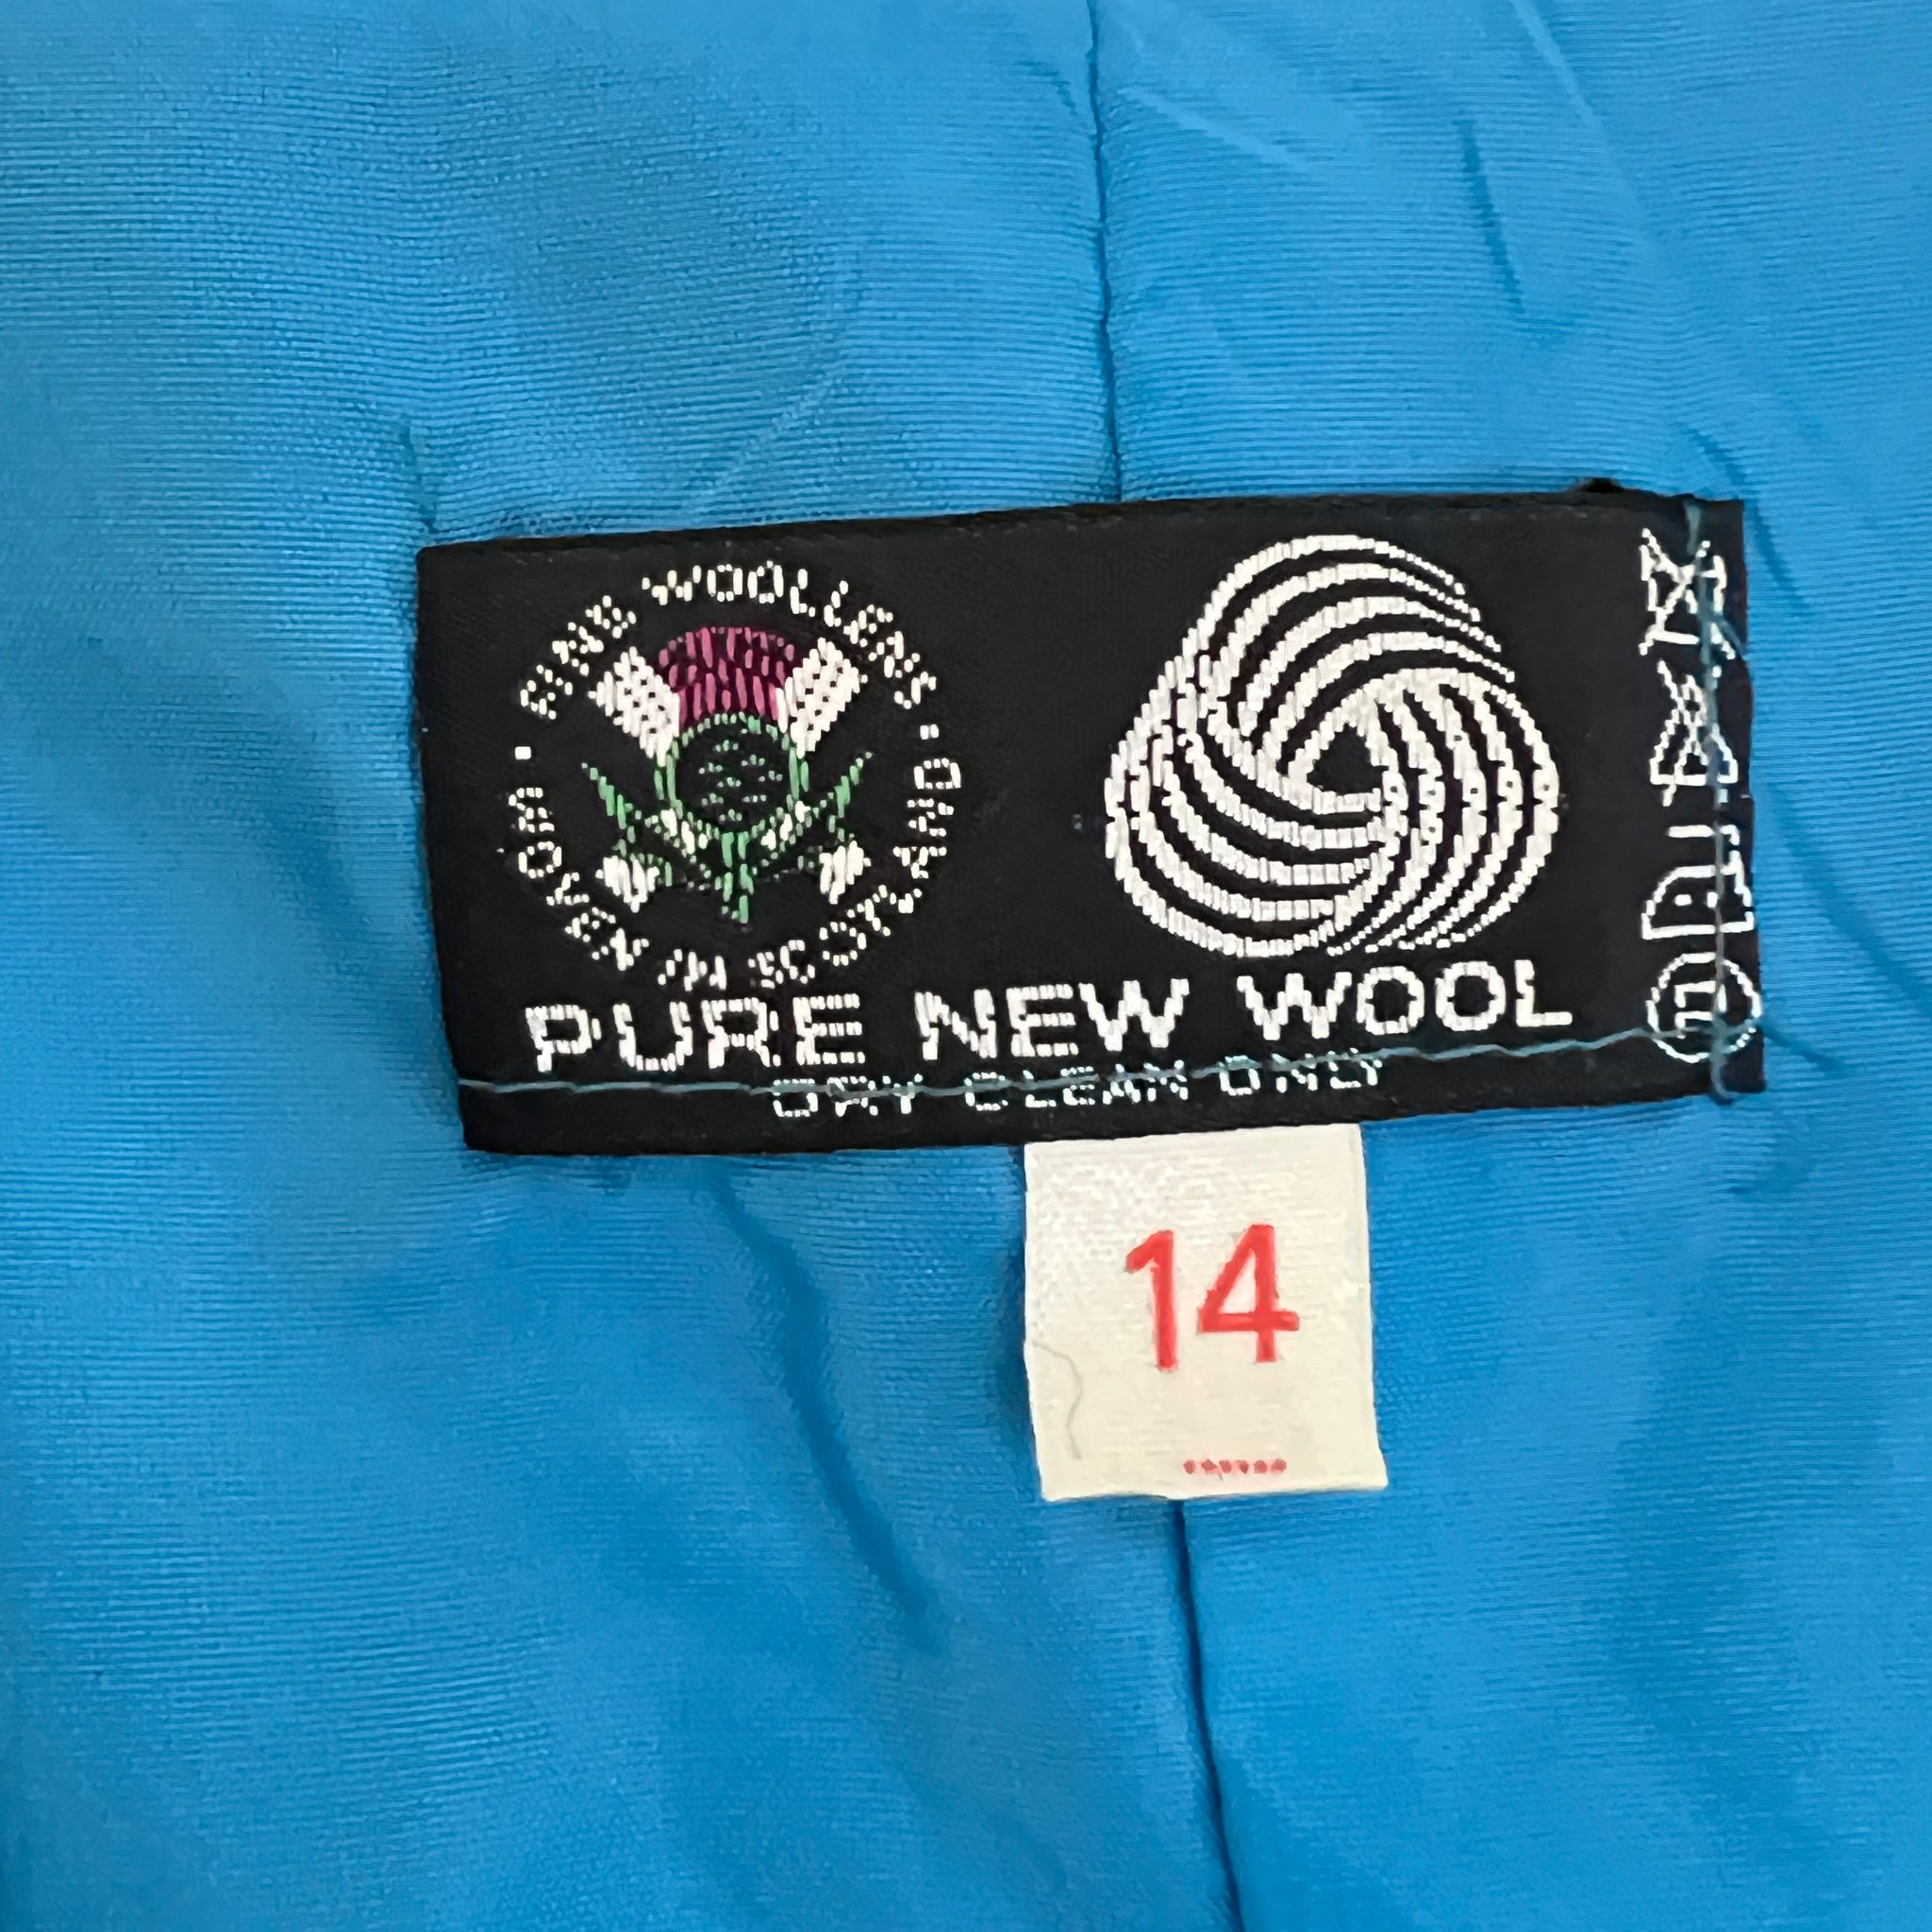 · FINE WOOLLENS ·
WOVEN IN SCOTLAND
PURE NEW WOOL
DRY CLEAN ONLY
14